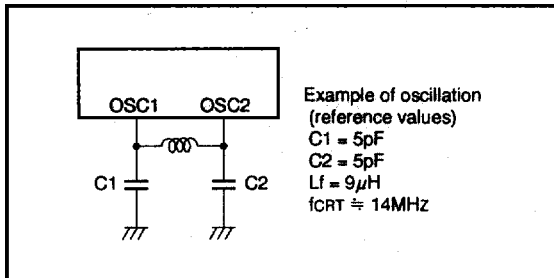 OSC1 OSC2
C1
C2
Example of oscillation
(reference values)
C1 = 5pF
C2 = 5pF
Lf = 9μH
fCRT ≒ 14MHz